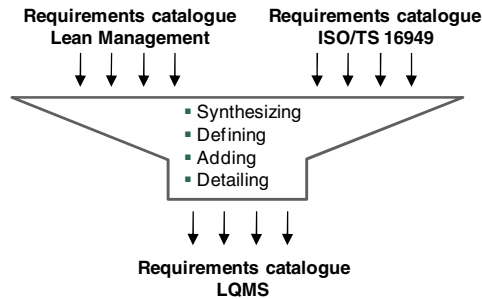 Requirements catalogue
Lean Management
Requirements catalogue
ISO/TS 16949
▪ Synthesizing
▪ Defining
▪ Adding
▪ Detailing
Requirements catalogue
LQMS